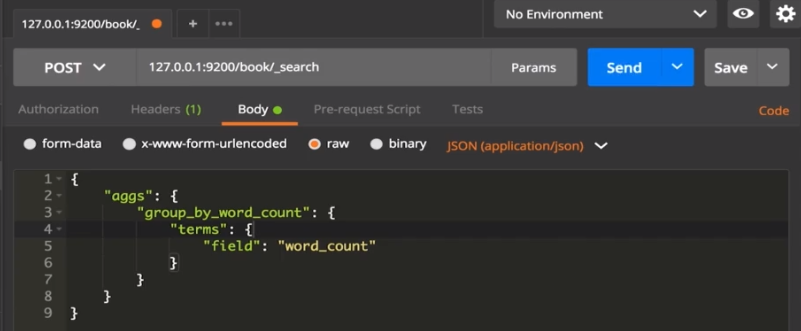 127.0.0.1:9200/book/_
+ •••
No Environment
POST 127.0.0.1:9200/book/_search Params Send Save
Authorization Headers (1) Body Pre-request Script Tests Code
form-data x-www-form-urlencoded raw binary JSON (application/json)
1 {
2 "aggs": {
3 "group_by_word_count": {
4 "terms": {
5 "field": "word_count"
6 }
7 }
8 }
9 }